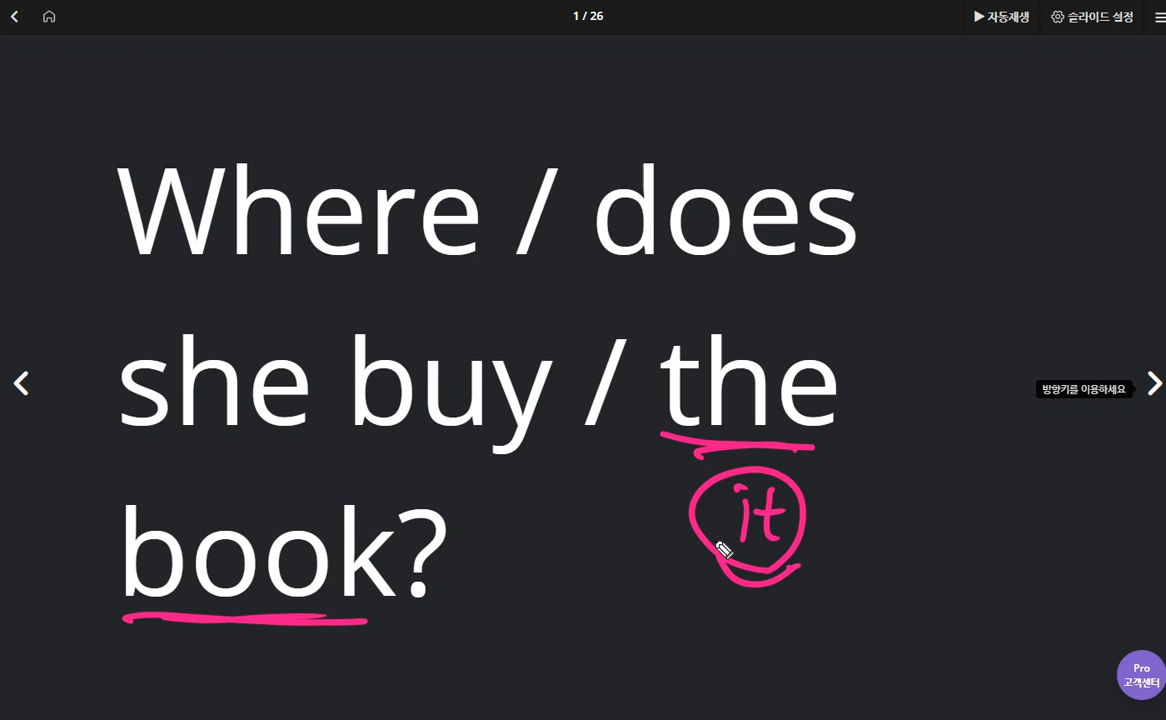 1 / 26
▶ 자동재생
슬라이드 설정
Where / does
she buy / the
방향키를 이용하세요
it
book?
Pro
고객센터